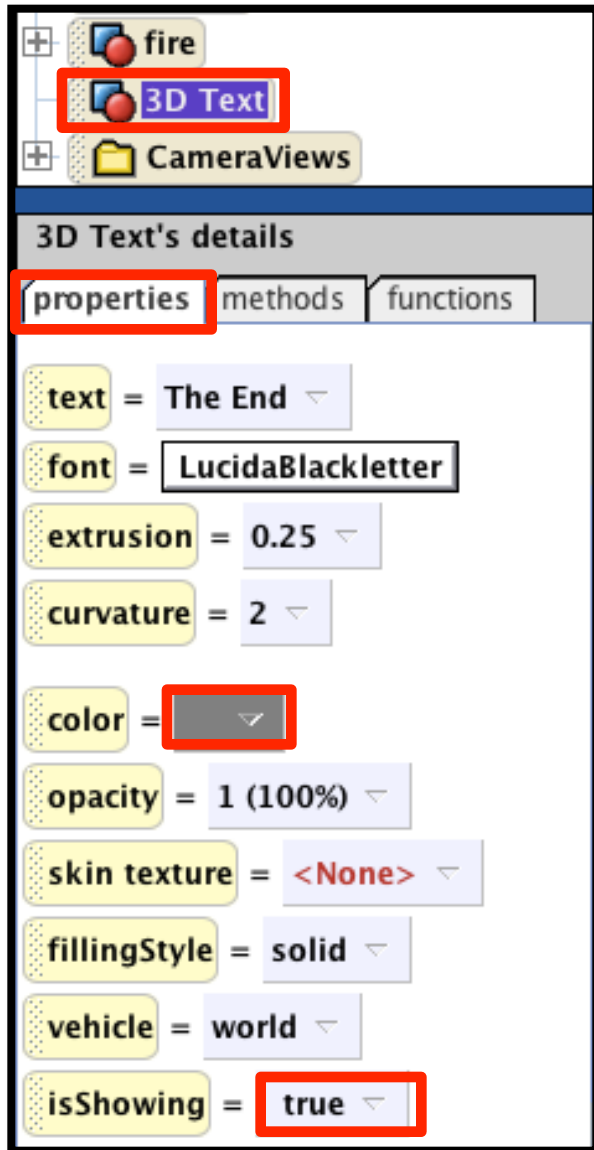 fire
3D Text
CameraViews
3D Text's details
properties methods functions
text = The End
font = LucidaBlackletter
extrusion = 0.25
curvature = 2
color =
opacity = 1 (100%)
skin texture = <None>
fillingStyle = solid
vehicle = world
isShowing = true